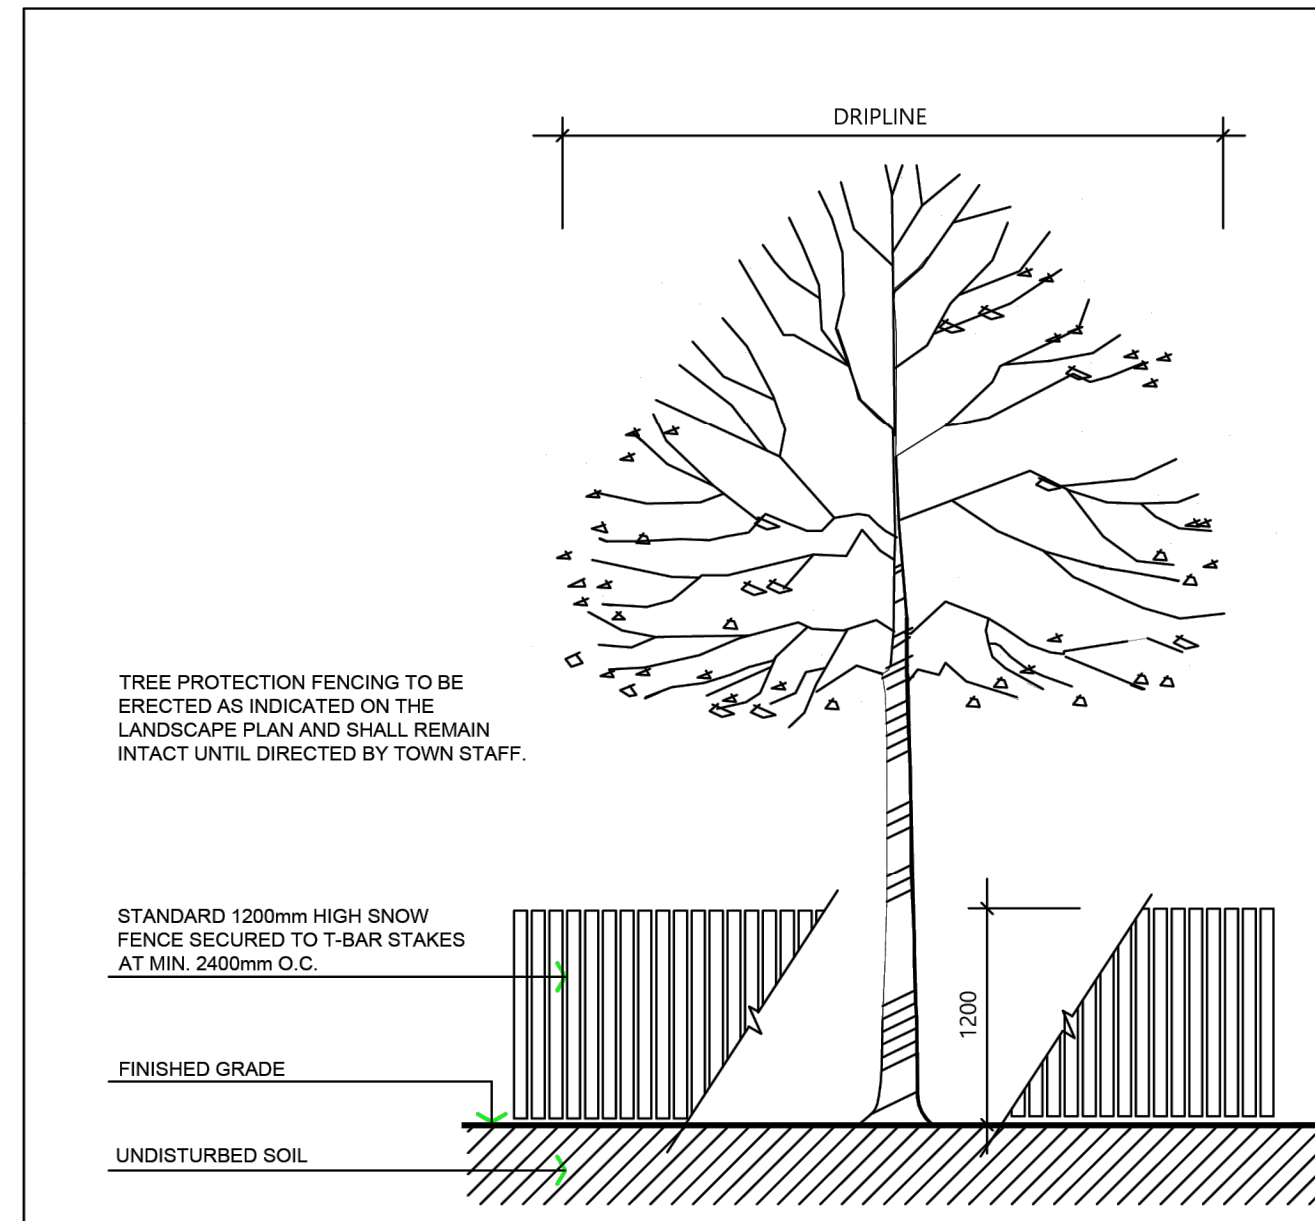 DRIPLINE
TREE PROTECTION FENCING TO BE
ERECTED AS INDICATED ON THE
LANDSCAPE PLAN AND SHALL REMAIN
INTACT UNTIL DIRECTED BY TOWN STAFF.
STANDARD 1200mm HIGH SNOW
FENCE SECURED TO T-BAR STAKES
AT MIN. 2400mm O.C.
1200
FINISHED GRADE
UNDISTURBED SOIL